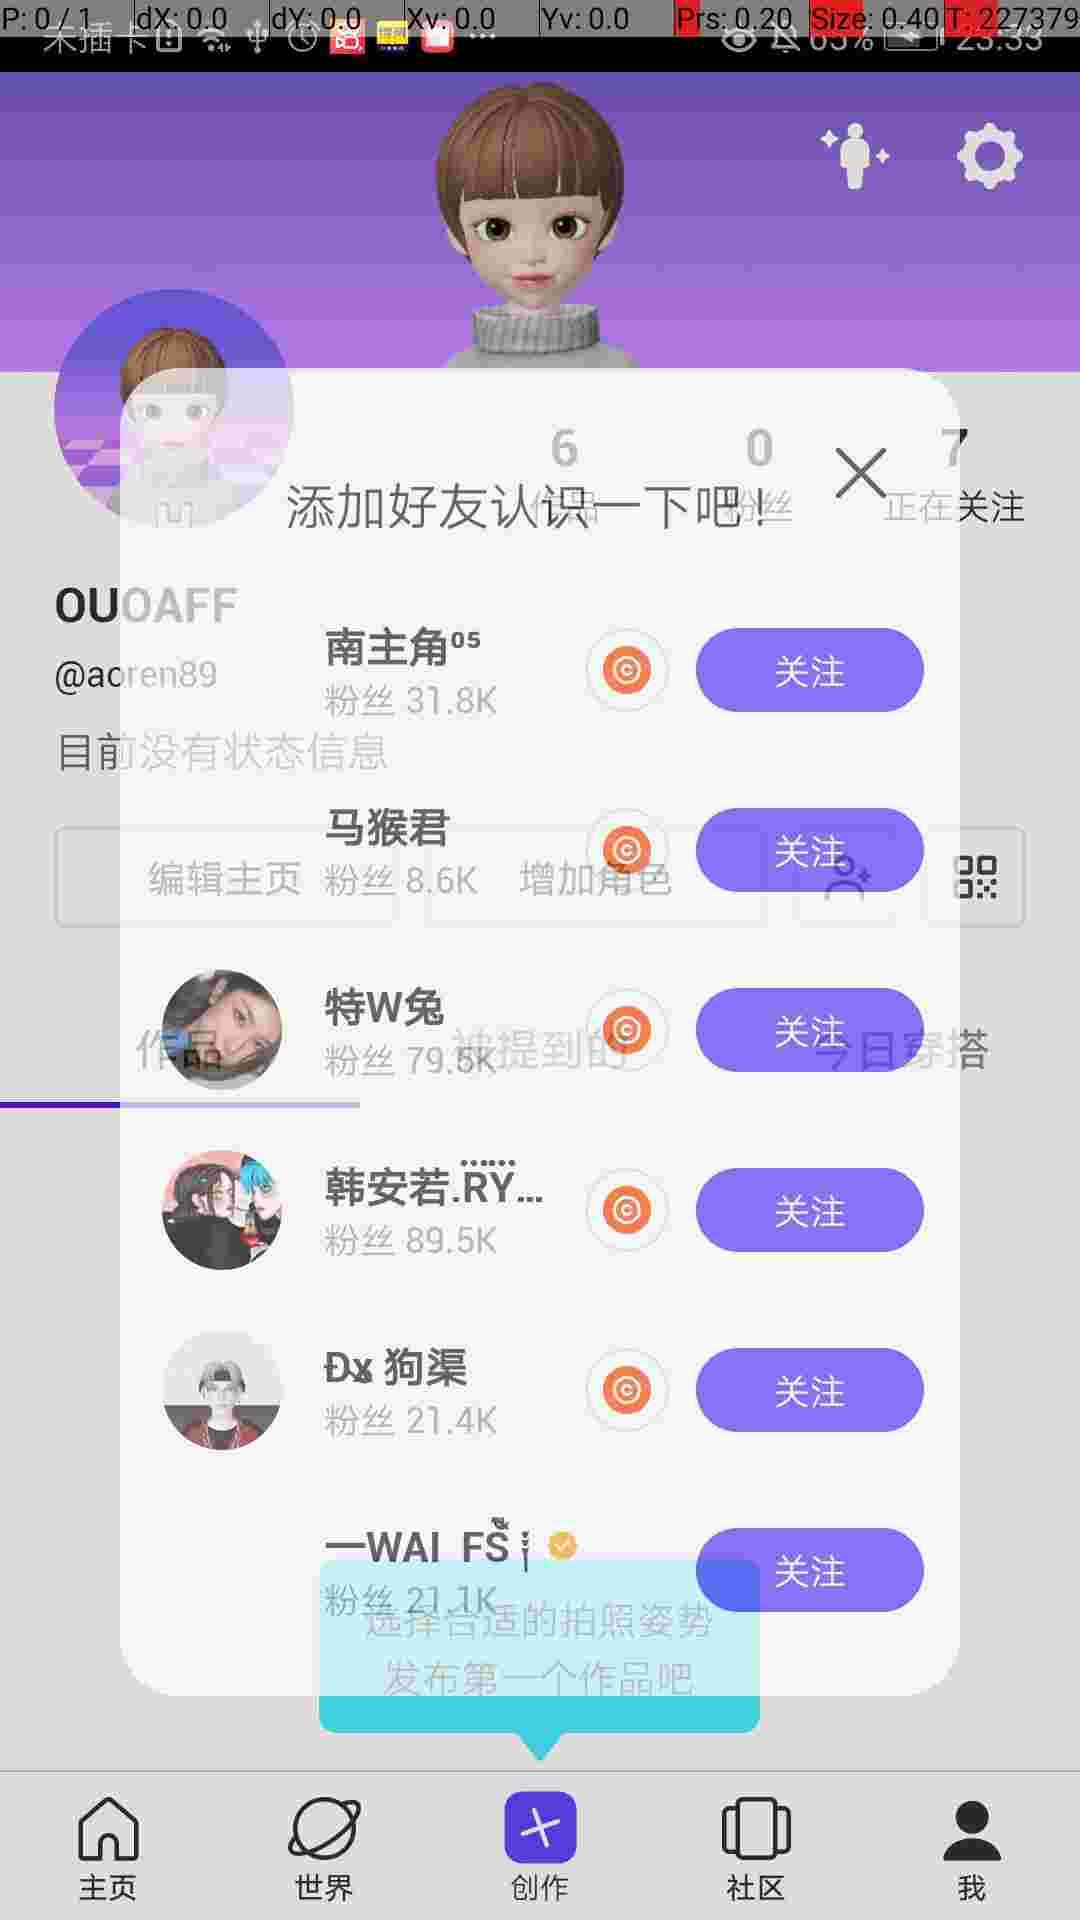 P: 0 / 1 dX: 0.0 dY: 0.0 Xv: 0.0 Yv: 0.0 Prs: 0.20 Size: 0.40 T: 227379
未插卡 63% 23:33
6 0 7
作品 粉丝 正在关注
添加好友认识一下吧！
OUOAFF
@aoren89
目前没有状态信息
南主角⁰⁵
粉丝 31.8K
关注
马猴君
粉丝 8.6K
关注
编辑主页 增加角色
特W兔
粉丝 79.5K
关注
作品 被提到的 今日穿搭
韩安若.RY...
粉丝 89.5K
关注
狗渠
粉丝 21.4K
关注
一WAI FS
粉丝 21.1K
关注
选择合适的拍照姿势
发布第一个作品吧
主页 世界 创作 社区 我